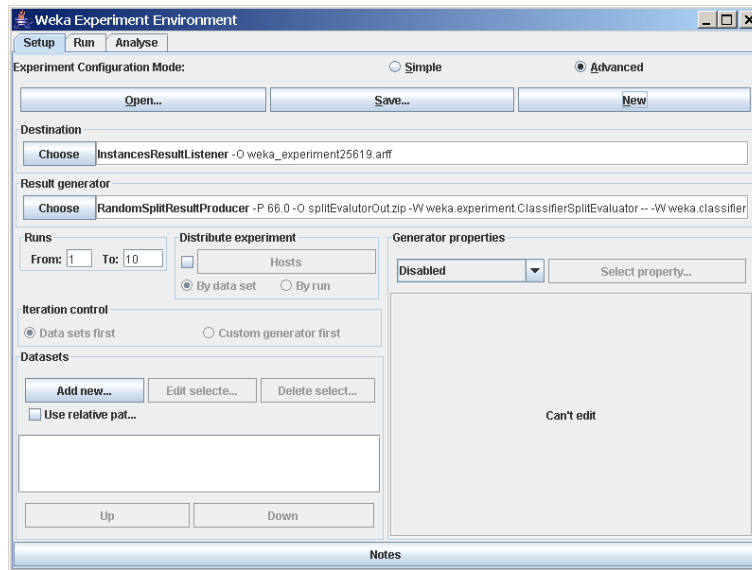 Weka Experiment Environment
Setup Run Analyse
Experiment Configuration Mode: Simple Advanced
Open... Save... New
Destination
Choose InstancesResultListener -O weka_experiment25619.arff
Result generator
Choose RandomSplitResultProducer -P 66.0 -O splitEvalutorOut.zip -W weka.experiment.ClassifierSplitEvaluator -- -W weka.classifier
Runs
From: 1 To: 10
Distribute experiment
Hosts
By data set By run
Generator properties
Disabled Select property...
Can't edit
Iteration control
Data sets first Custom generator first
Datasets
Add new... Edit selecte... Delete select...
Use relative pat...
Up Down
Notes